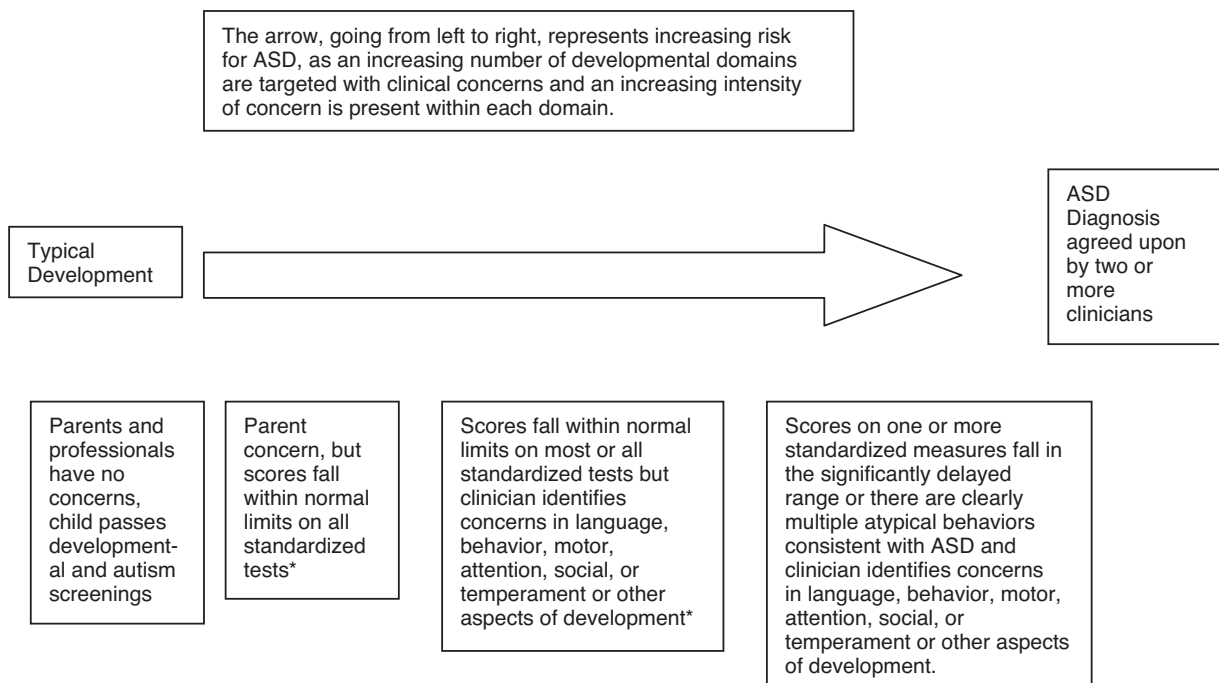 The arrow, going from left to right, represents increasing risk
for ASD, as an increasing number of developmental domains
are targeted with clinical concerns and an increasing intensity
of concern is present within each domain.
Typical
Development
ASD
Diagnosis
agreed upon
by two or
more
clinicians
Parents and
professionals
have no
concerns,
child passes
development-
al and autism
screenings
Parent
concern, but
scores fall
within normal
limits on all
standardized
tests*
Scores fall within normal
limits on most or all
standardized tests but
clinician identifies
concerns in language,
behavior, motor,
attention, social, or
temperament or other
aspects of development*
Scores on one or more
standardized measures fall in
the significantly delayed
range or there are clearly
multiple atypical behaviors
consistent with ASD and
clinician identifies concerns
in language, behavior, motor,
attention, social, or
temperament or other aspects
of development.